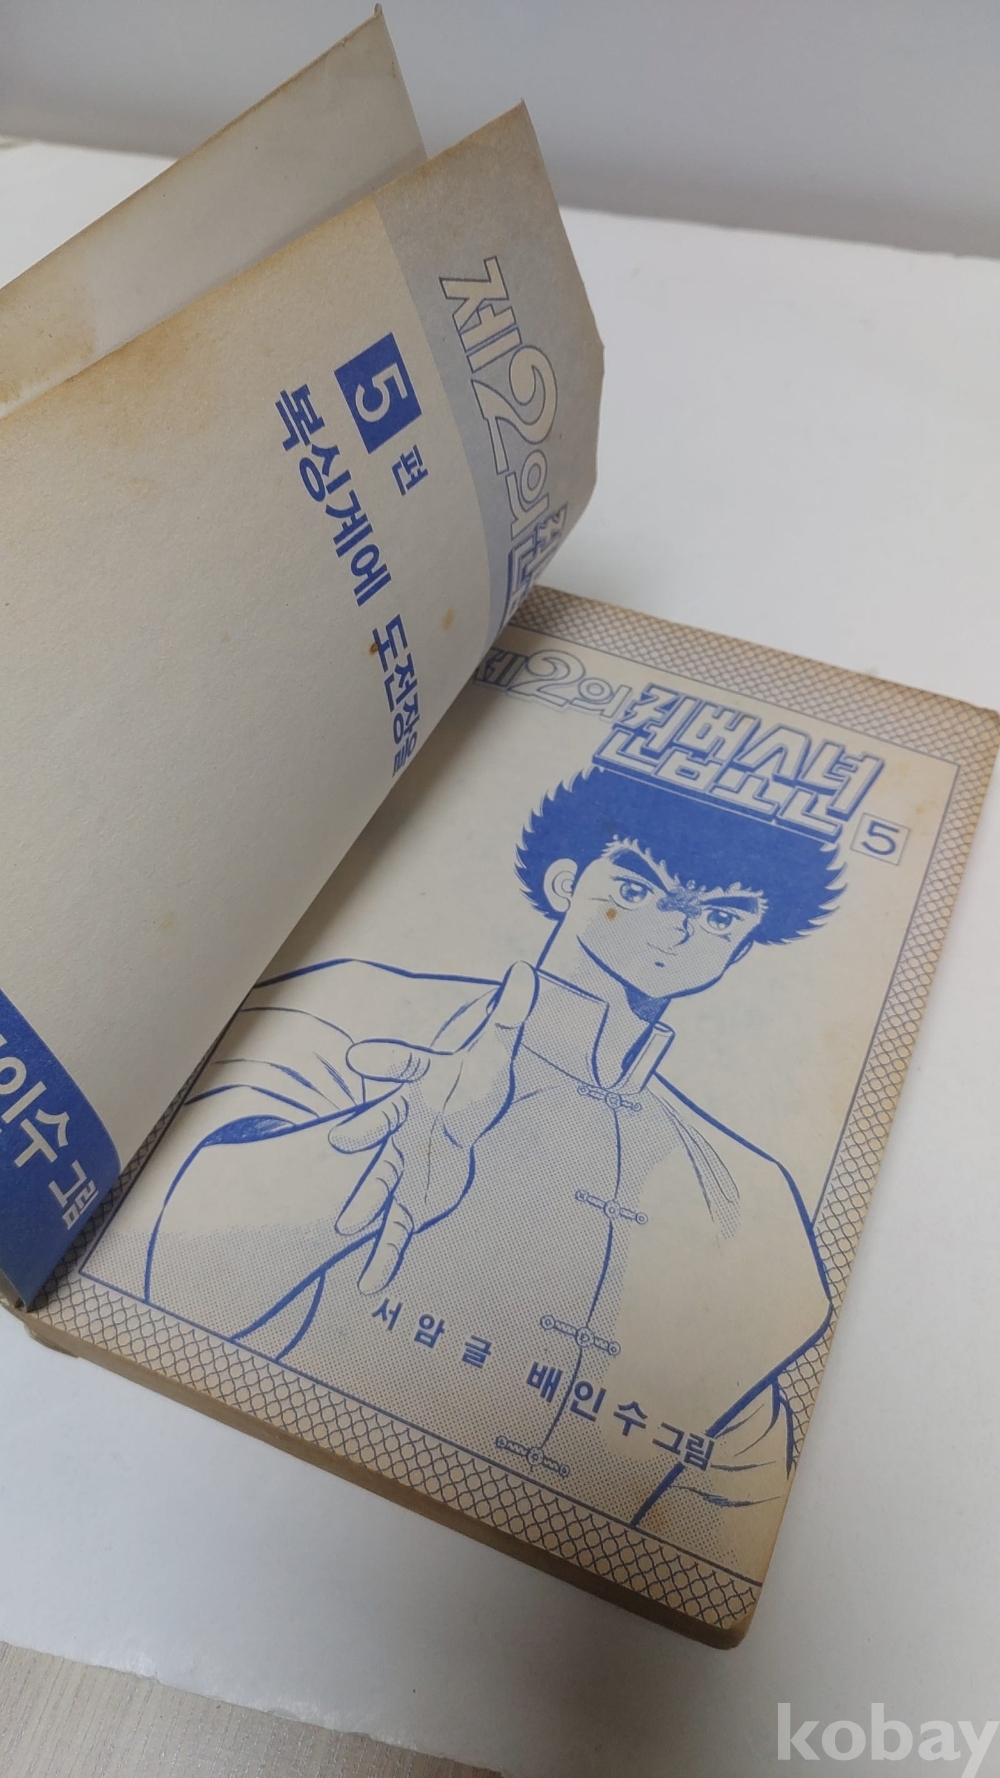 제2의 권
5 편
복싱계에 도전장을
인수 그림
제2의 권법소년 5
서암 글 배인수 그림
kobay